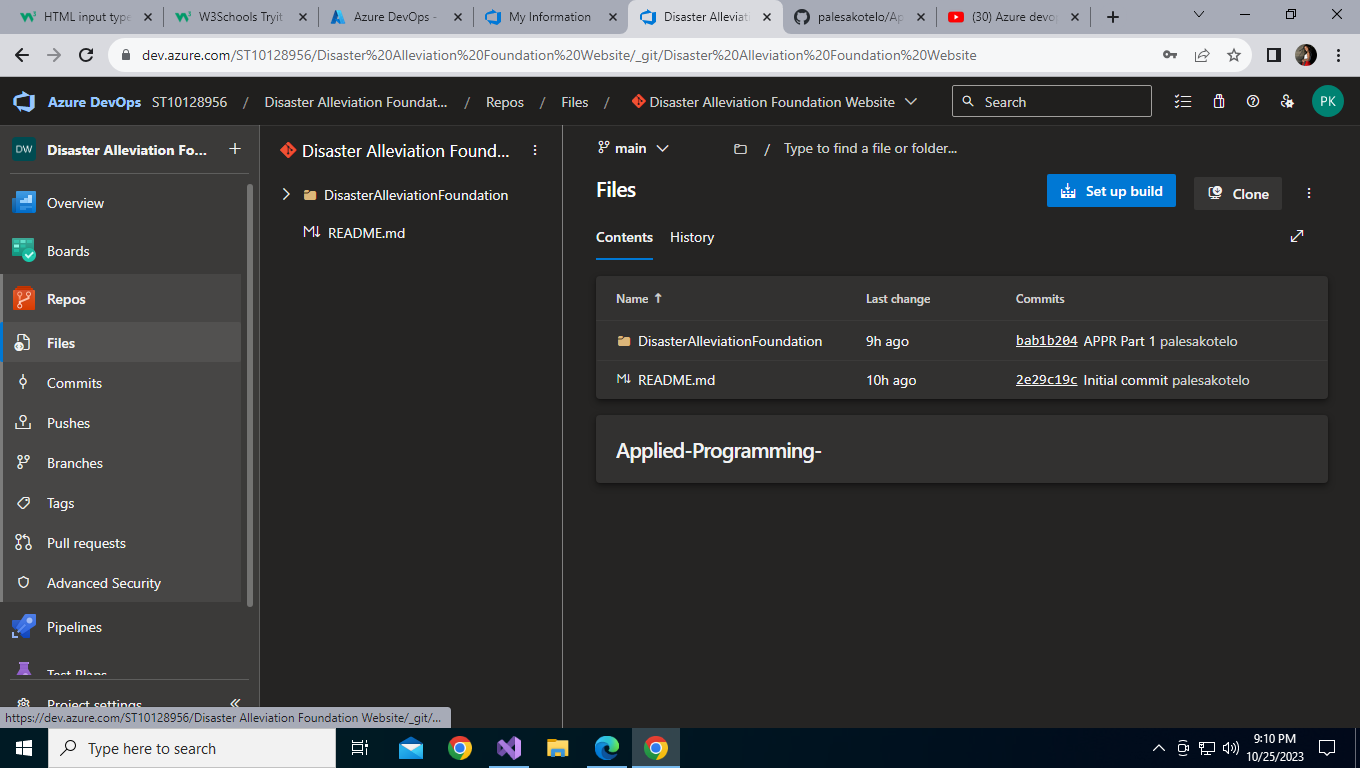 HTML input type
W3Schools Tryit
Azure DevOps -
My Information
Disaster Alleviati
palesakotelo/Ap
(30) Azure devop
dev.azure.com/ST10128956/Disaster%20Alleviation%20Foundation%20Website/_git/Disaster%20Alleviation%20Foundation%20Website
Azure DevOps ST10128956 / Disaster Alleviation Foundat... / Repos / Files / Disaster Alleviation Foundation Website
Search
PK
DW Disaster Alleviation Fo... +
Overview
Boards
Repos
Files
Commits
Pushes
Branches
Tags
Pull requests
Advanced Security
Pipelines
Test Plans
Project settings
https://dev.azure.com/ST10128956/Disaster Alleviation Foundation Website/_git/...
Disaster Alleviation Found...
DisasterAlleviationFoundation
README.md
main
/ Type to find a file or folder...
Files
Set up build
Clone
Contents History
Name Last change Commits
DisasterAlleviationFoundation 9h ago bab1b204 APPR Part 1 palesakotelo
README.md 10h ago 2e29c19c Initial commit palesakotelo
Applied-Programming-
Type here to search
9:10 PM
10/25/2023